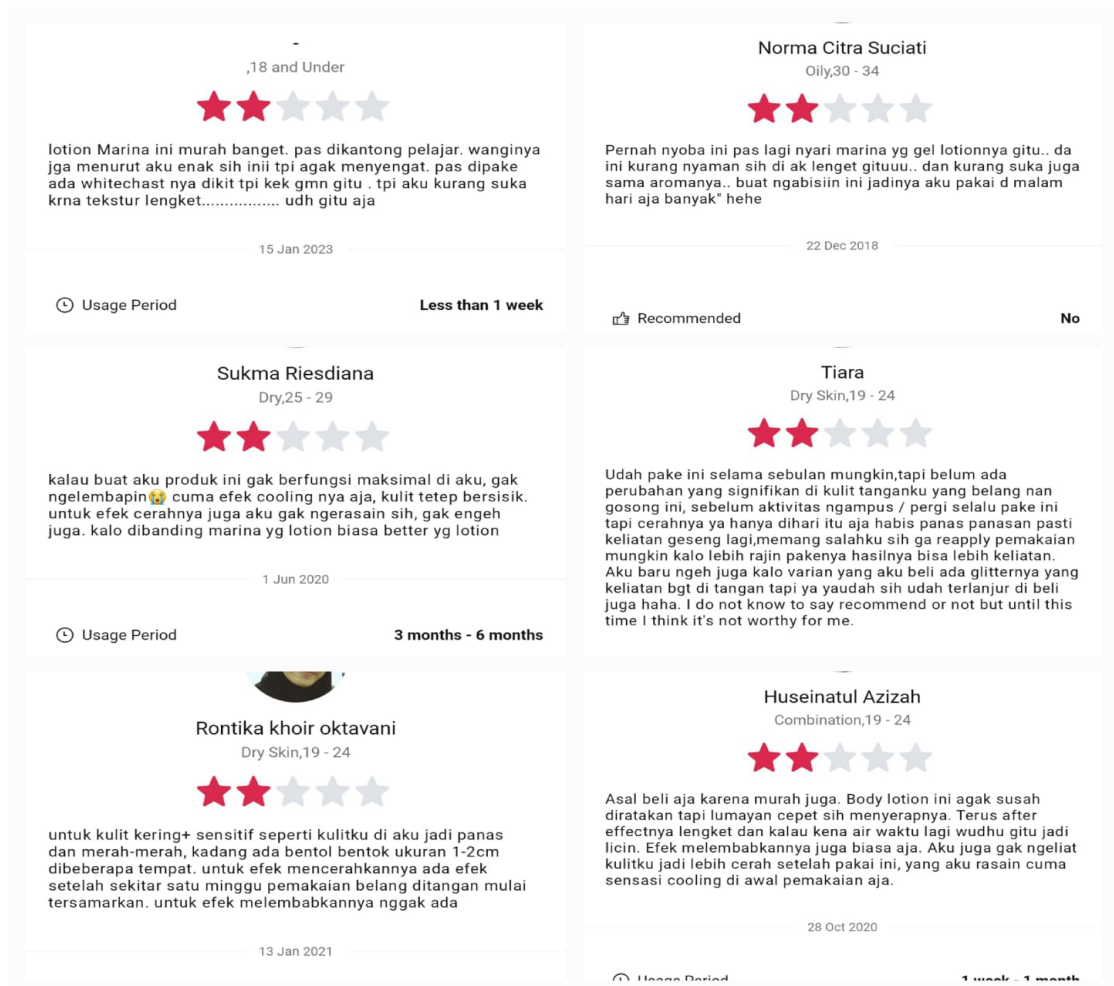 -
,18 and Under
lotion Marina ini murah banget. pas dikantong pelajar. wanginya
jga menurut aku enak sih inii tpi agak menyengat. pas dipake
ada whitechast nya dikit tpi kek gmn gitu . tpi aku kurang suka
krna tekstur lengket................. udh gitu aja
15 Jan 2023
Usage Period Less than 1 week
Norma Citra Suciati
Oily,30 - 34
Pernah nyoba ini pas lagi nyari marina yg gel lotionnya gitu.. da
ini kurang nyaman sih di ak lenget gituuu.. dan kurang suka juga
sama aromanya.. buat ngabisiin ini jadinya aku pakai d malam
hari aja banyak" hehe
22 Dec 2018
Recommended No
Sukma Riesdiana
Dry,25 - 29
kalau buat aku produk ini gak berfungsi maksimal di aku, gak
ngelembapin😭 cuma efek cooling nya aja, kulit tetep bersisik.
untuk efek cerahnya juga aku gak ngerasain sih, gak engeh
juga. kalo dibanding marina yg lotion biasa better yg lotion
1 Jun 2020
Usage Period 3 months - 6 months
Tiara
Dry Skin,19 - 24
Udah pake ini selama sebulan mungkin,tapi belum ada
perubahan yang signifikan di kulit tanganku yang belang nan
gosong ini, sebelum aktivitas ngampus / pergi selalu pake ini
tapi cerahnya ya hanya dihari itu aja habis panas panasan pasti
keliatan geseng lagi,memang salahku sih ga reapply pemakaian
mungkin kalo lebih rajin pakenya hasilnya bisa lebih keliatan.
Aku baru ngeh juga kalo varian yang aku beli ada glitternya yang
keliatan bgt di tangan tapi ya yaudah sih udah terlanjur di beli
juga haha. I do not know to say recommend or not but until this
time I think it's not worthy for me.
Rontika khoir oktavani
Dry Skin,19 - 24
untuk kulit kering+ sensitif seperti kulitku di aku jadi panas
dan merah-merah, kadang ada bentol bentok ukuran 1-2cm
dibeberapa tempat. untuk efek mencerahkannya ada efek
setelah sekitar satu minggu pemakaian belang ditangan mulai
tersamarkan. untuk efek melembabkannya nggak ada
13 Jan 2021
Huseinatul Azizah
Combination,19 - 24
Asal beli aja karena murah juga. Body lotion ini agak susah
diratakan tapi lumayan cepet sih menyerapnya. Terus after
effectnya lengket dan kalau kena air waktu lagi wudhu gitu jadi
licin. Efek melembabkannya juga biasa aja. Aku juga gak ngeliat
kulitku jadi lebih cerah setelah pakai ini, yang aku rasain cuma
sensasi cooling di awal pemakaian aja.
28 Oct 2020
Usage Period 1 week - 1 month